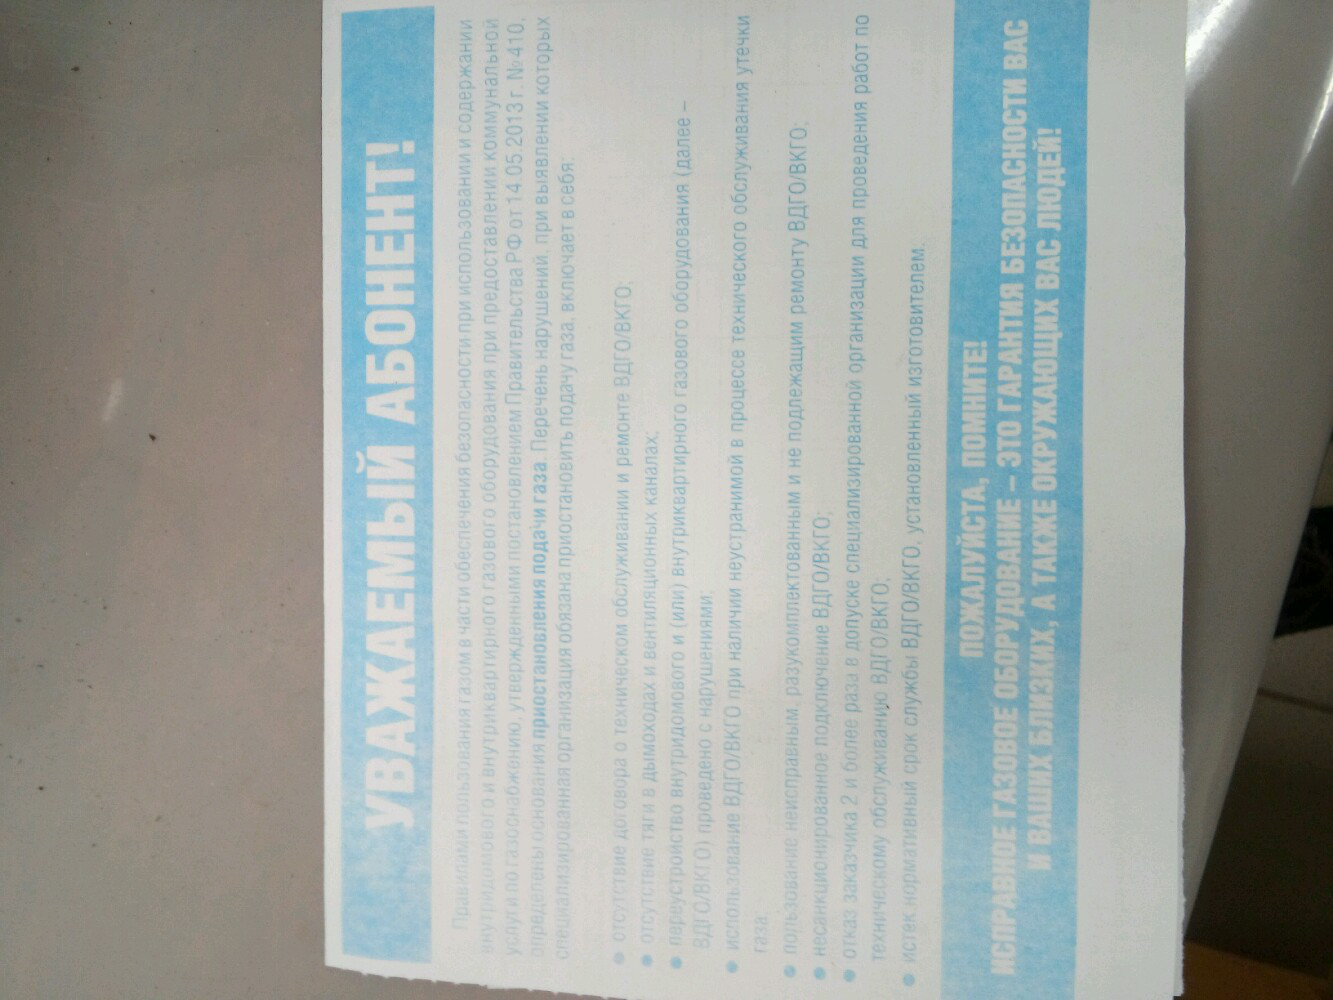 УВАЖАЕМЫЙ АБОНЕНТ!
Правилами пользования газом в части обеспечения безопасности при использовании и содержании
внутридомового и внутриквартирного газового оборудования при предоставлении коммунальной
услуги по газоснабжению, утвержденными постановлением Правительства РФ от 14.05.2013 г. № 410,
определены основания приостановления подачи газа. Перечень нарушений, при выявлении которых
специализированная организация обязана приостановить подачу газа, включает в себя:
• отсутствие договора о техническом обслуживании и ремонте ВДГО/ВКГО;
• отсутствие тяги в дымоходах и вентиляционных каналах;
• переустройство внутридомового и (или) внутриквартирного газового оборудования (далее –
ВДГО/ВКГО) проведено с нарушениями;
• использование ВДГО/ВКГО при наличии неустранимой в процессе технического обслуживания утечки
газа;
• пользование неисправным, разукомплектованным и не подлежащим ремонту ВДГО/ВКГО;
• несанкционированное подключение ВДГО/ВКГО;
• отказ заказчика 2 и более раза в допуске специализированной организации для проведения работ по
техническому обслуживанию ВДГО/ВКГО;
• истек нормативный срок службы ВДГО/ВКГО, установленный изготовителем.
ПОЖАЛУЙСТА, ПОМНИТЕ!
ИСПРАВНОЕ ГАЗОВОЕ ОБОРУДОВАНИЕ – ЭТО ГАРАНТИЯ БЕЗОПАСНОСТИ ВАС
И ВАШИХ БЛИЗКИХ, А ТАКЖЕ ОКРУЖАЮЩИХ ВАС ЛЮДЕЙ!